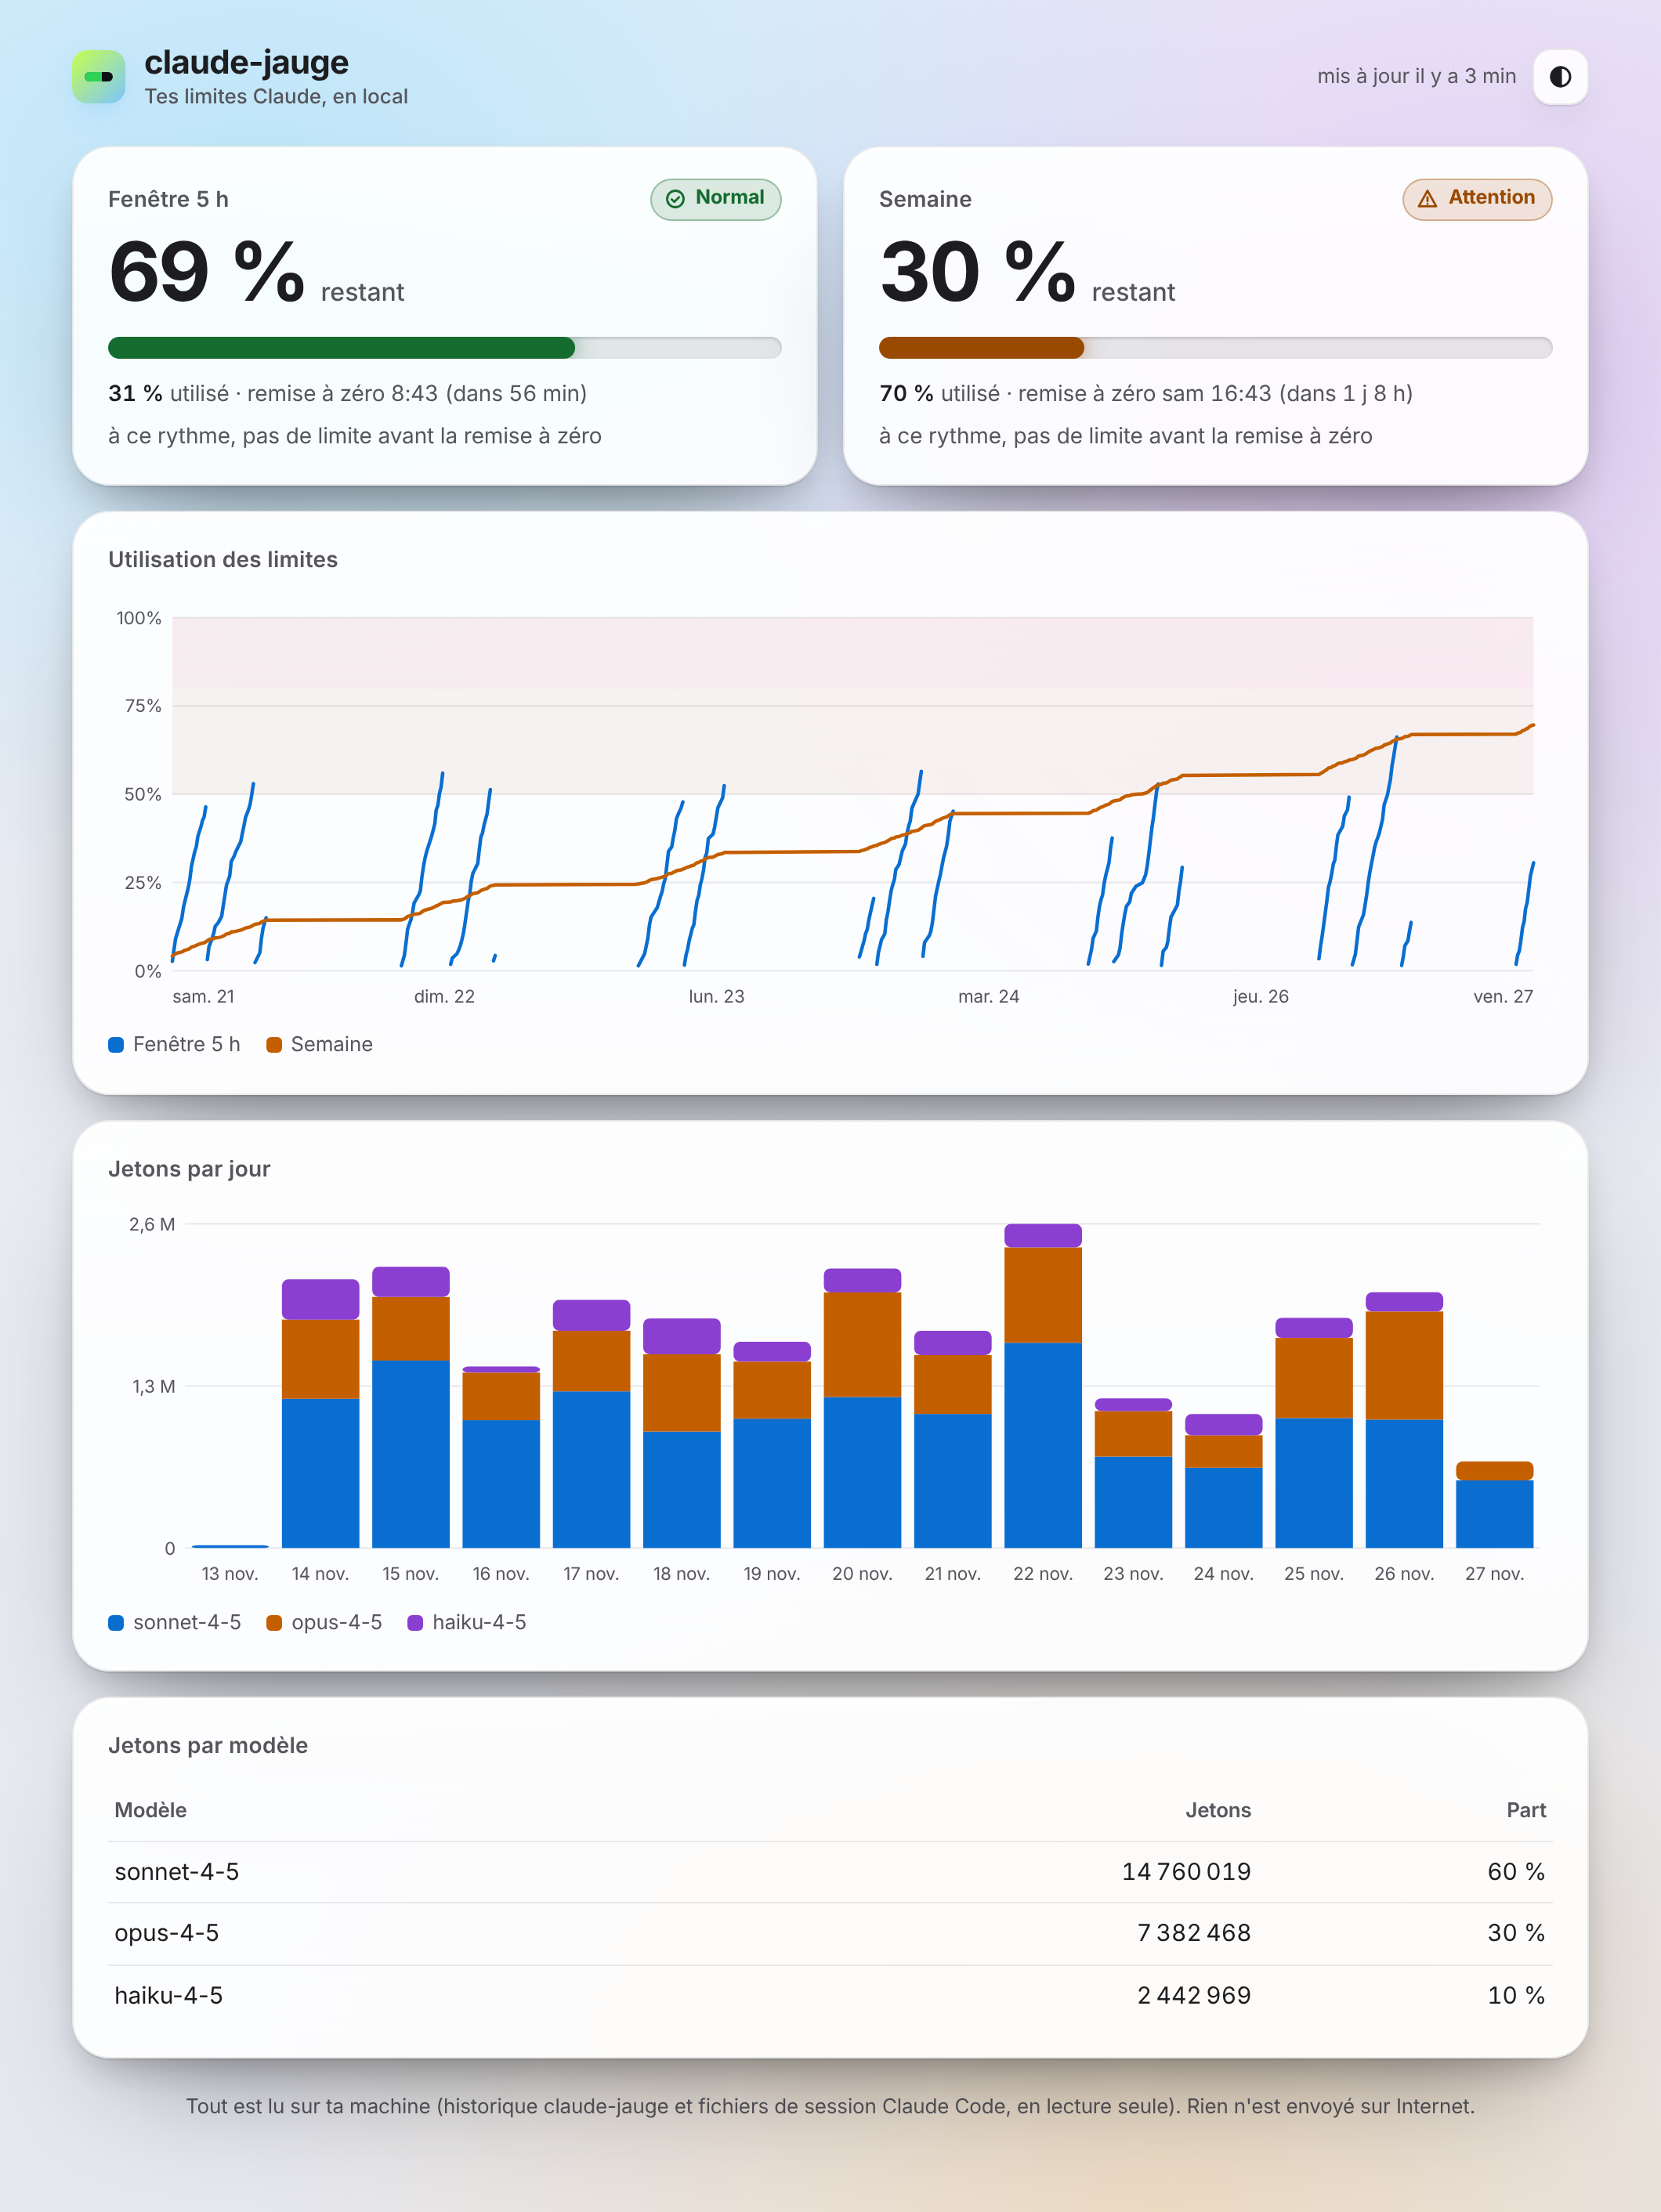 claude-jauge
Tes limites Claude, en local
mis à jour il y a 3 min
Fenêtre 5 h
Normal
69 % restant
31 % utilisé · remise à zéro 8:43 (dans 56 min)
à ce rythme, pas de limite avant la remise à zéro
Semaine
Attention
30 % restant
70 % utilisé · remise à zéro sam 16:43 (dans 1 j 8 h)
à ce rythme, pas de limite avant la remise à zéro
Utilisation des limites
100%
75%
50%
25%
0%
sam. 21 dim. 22 lun. 23 mar. 24 jeu. 26 ven. 27
Fenêtre 5 h Semaine
Jetons par jour
2,6 M
1,3 M
0
13 nov. 14 nov. 15 nov. 16 nov. 17 nov. 18 nov. 19 nov. 20 nov. 21 nov. 22 nov. 23 nov. 24 nov. 25 nov. 26 nov. 27 nov.
sonnet-4-5 opus-4-5 haiku-4-5
Jetons par modèle
Modèle Jetons Part
sonnet-4-5 14 760 019 60 %
opus-4-5 7 382 468 30 %
haiku-4-5 2 442 969 10 %
Tout est lu sur ta machine (historique claude-jauge et fichiers de session Claude Code, en lecture seule). Rien n'est envoyé sur Internet.